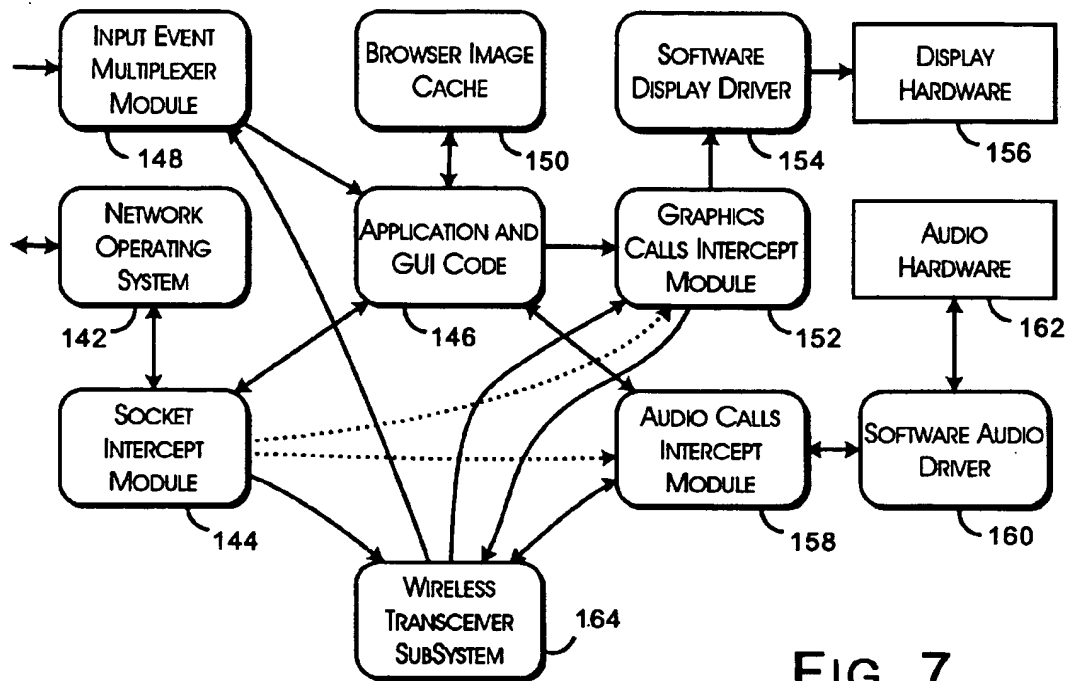 INPUT EVENT
MULTIPLEXER
MODULE
148
BROWSER IMAGE
CACHE
150
SOFTWARE
DISPLAY DRIVER
154
DISPLAY
HARDWARE
156
NETWORK
OPERATING
SYSTEM
142
APPLICATION AND
GUI CODE
146
GRAPHICS
CALLS INTERCEPT
MODULE
152
AUDIO
HARDWARE
162
SOCKET
INTERCEPT
MODULE
144
AUDIO CALLS
INTERCEPT
MODULE
158
SOFTWARE AUDIO
DRIVER
160
WIRELESS
TRANSCEIVER
SUBSYSTEM
164
FIG. 7